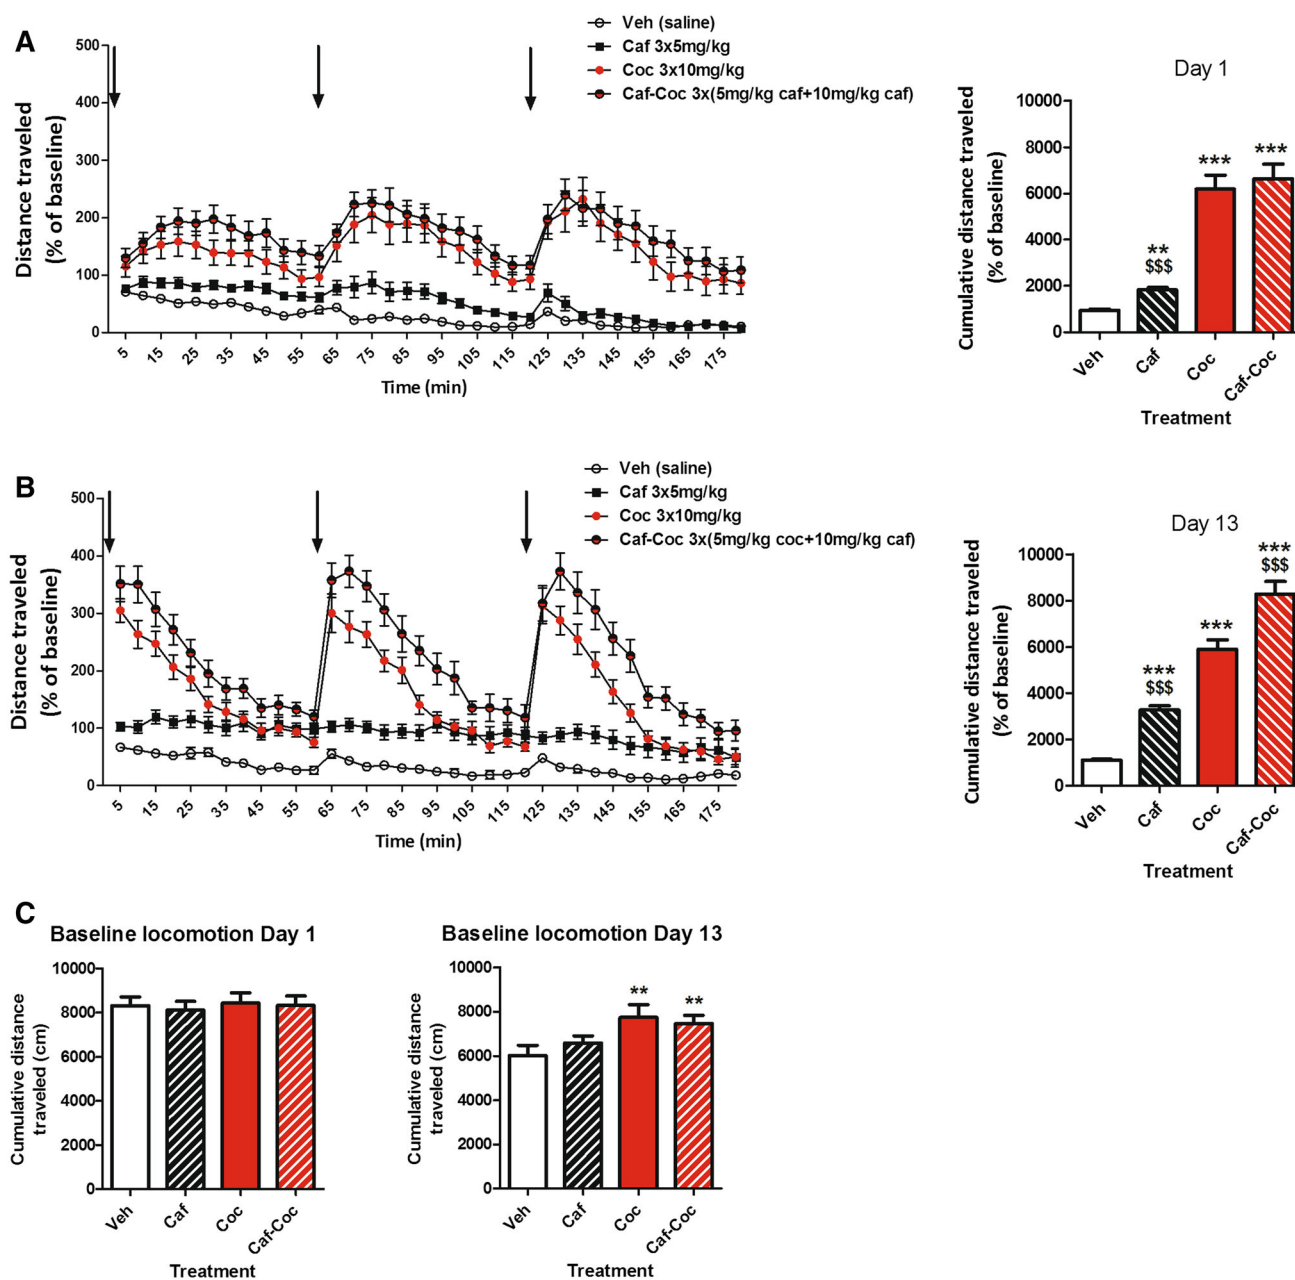 A
Veh (saline)
Caf 3x5mg/kg
Coc 3x10mg/kg
Caf-Coc 3x(5mg/kg caf+10mg/kg caf)
Distance traveled
(% of baseline)
500
400
300
200
100
0
5 15 25 35 45 55 65 75 85 95 105 115 125 135 145 155 165 175
Time (min)
Day 1
Cumulative distance traveled
(% of baseline)
10000
8000
6000
4000
2000
0
**
$$$
***
***
Veh Caf Coc Caf-Coc
Treatment
B
Veh (saline)
Caf 3x5mg/kg
Coc 3x10mg/kg
Caf-Coc 3x(5mg/kg coc+10mg/kg caf)
Distance traveled
(% of baseline)
500
400
300
200
100
0
5 15 25 35 45 55 65 75 85 95 105 115 125 135 145 155 165 175
Time (min)
Day 13
Cumulative distance traveled
(% of baseline)
10000
8000
6000
4000
2000
0
***
$$$
***
***
$$$
Veh Caf Coc Caf-Coc
Treatment
C
Baseline locomotion Day 1
Cumulative distance
traveled (cm)
10000
8000
6000
4000
2000
0
Veh Caf Coc Caf-Coc
Treatment
Baseline locomotion Day 13
Cumulative distance
traveled (cm)
10000
8000
6000
4000
2000
0
**
**
Veh Caf Coc Caf-Coc
Treatment